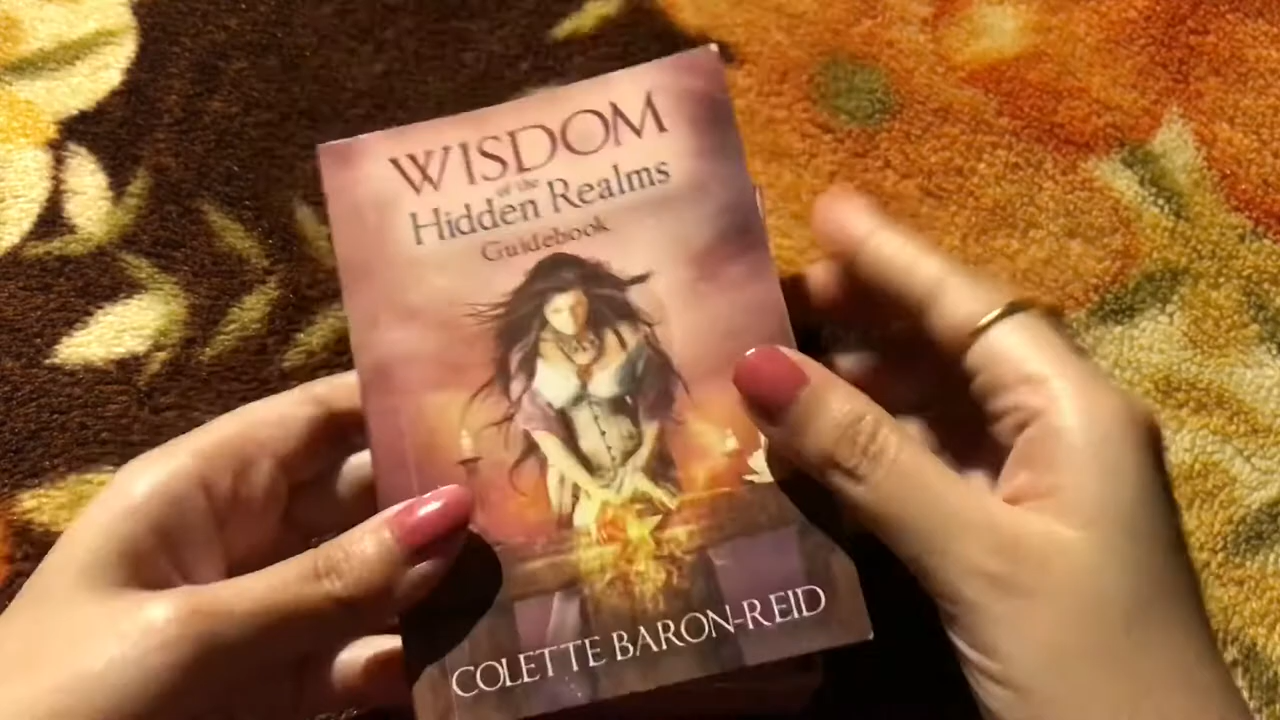 WISDOM
of the
Hidden Realms
Guidebook
COLETTE BARON-REID